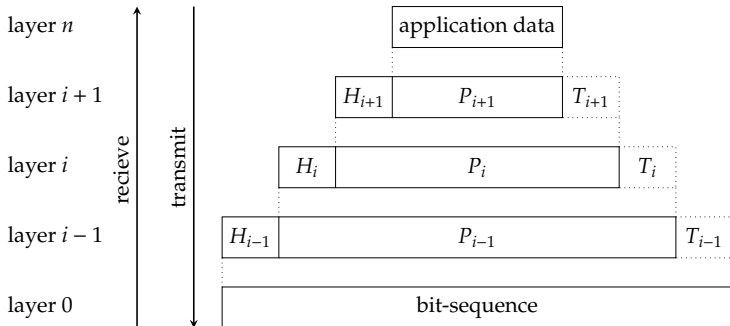 layer n application data
layer i + 1 H_{i+1} P_{i+1} T_{i+1}
layer i H_i P_i T_i
layer i − 1 H_{i−1} P_{i−1} T_{i−1}
layer 0 bit-sequence
recieve
transmit